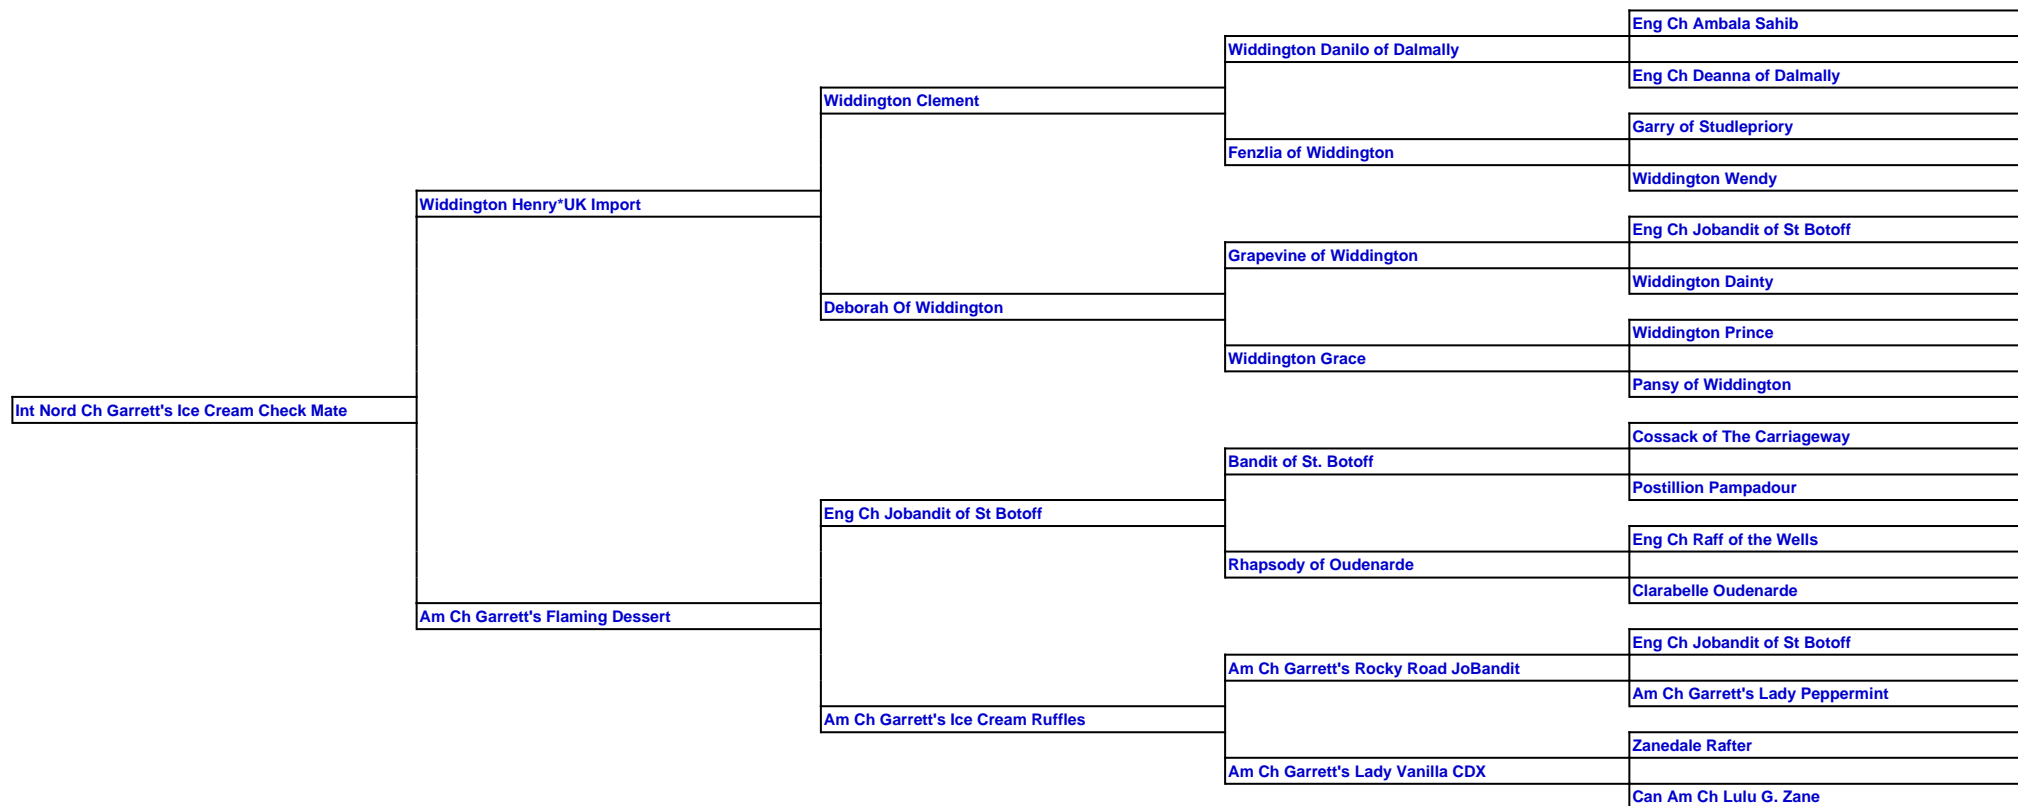 Eng Ch Ambala Sahib
Widdington Danilo of Dalmally
Eng Ch Deanna of Dalmally
Widdington Clement
Garry of Studlepriory
Fenzlia of Widdington
Widdington Wendy
Widdington Henry*UK Import
Eng Ch Jobandit of St Botoff
Grapevine of Widdington
Widdington Dainty
Deborah Of Widdington
Widdington Prince
Widdington Grace
Pansy of Widdington
Int Nord Ch Garrett's Ice Cream Check Mate
Cossack of The Carriageway
Bandit of St. Botoff
Postillion Pampadour
Eng Ch Jobandit of St Botoff
Eng Ch Raff of the Wells
Rhapsody of Oudenarde
Clarabelle Oudenarde
Am Ch Garrett's Flaming Dessert
Eng Ch Jobandit of St Botoff
Am Ch Garrett's Rocky Road JoBandit
Am Ch Garrett's Lady Peppermint
Am Ch Garrett's Ice Cream Ruffles
Zanedale Rafter
Am Ch Garrett's Lady Vanilla CDX
Can Am Ch Lulu G. Zane